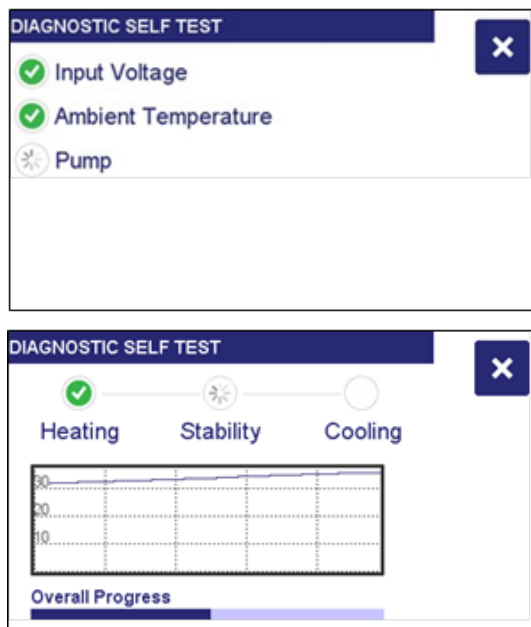 DIAGNOSTIC SELF TEST
Input Voltage
Ambient Temperature
Pump
DIAGNOSTIC SELF TEST
Heating Stability Cooling
30
20
10
Overall Progress